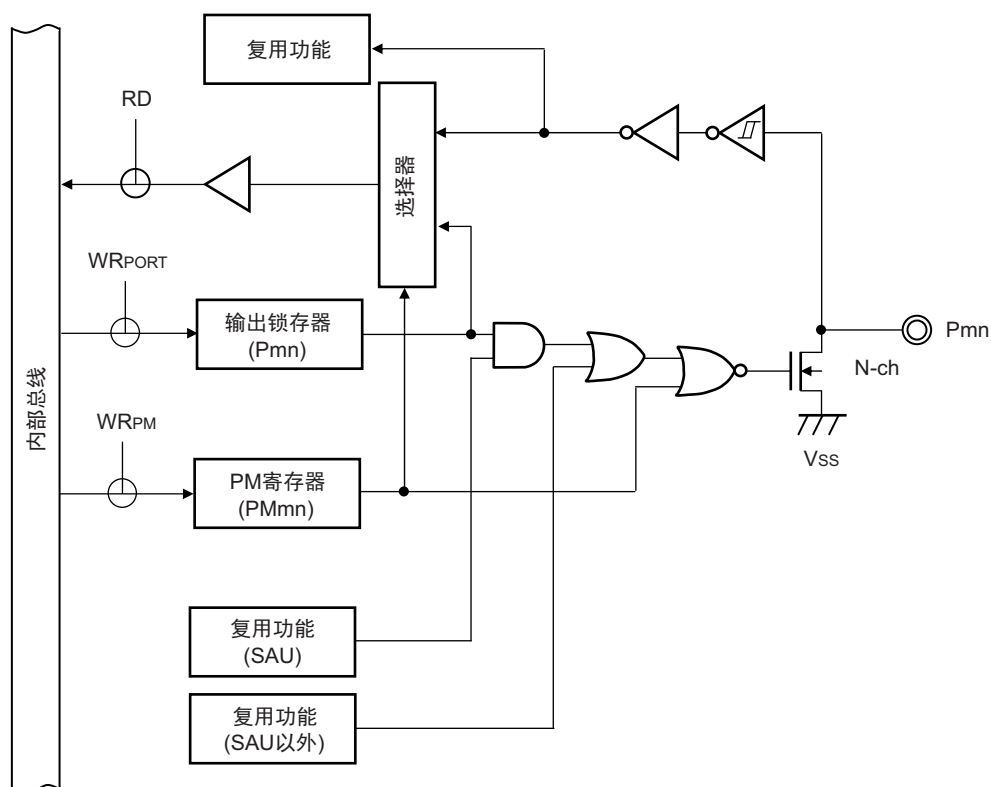 复用功能
RD
选择器
WRPORT
输出锁存器
(Pmn)
Pmn
N-ch
内部总线
WRPM
VSS
PM寄存器
(PMmn)
复用功能
(SAU)
复用功能
(SAU以外)